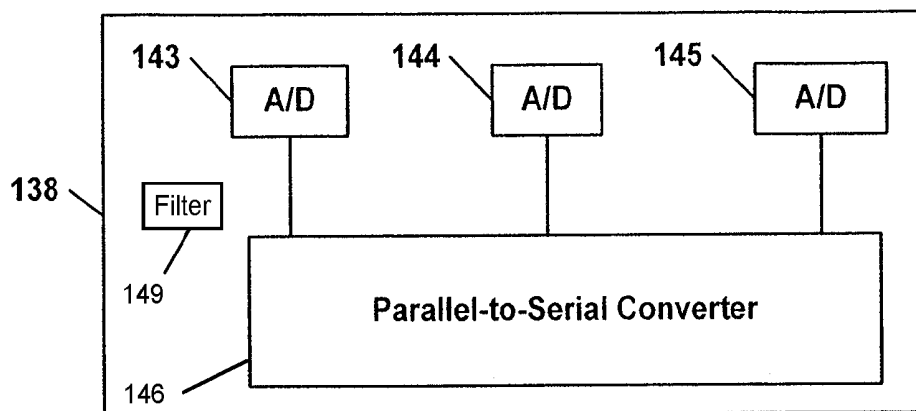 143
A/D
144
A/D
145
A/D
138
Filter
149
Parallel-to-Serial Converter
146